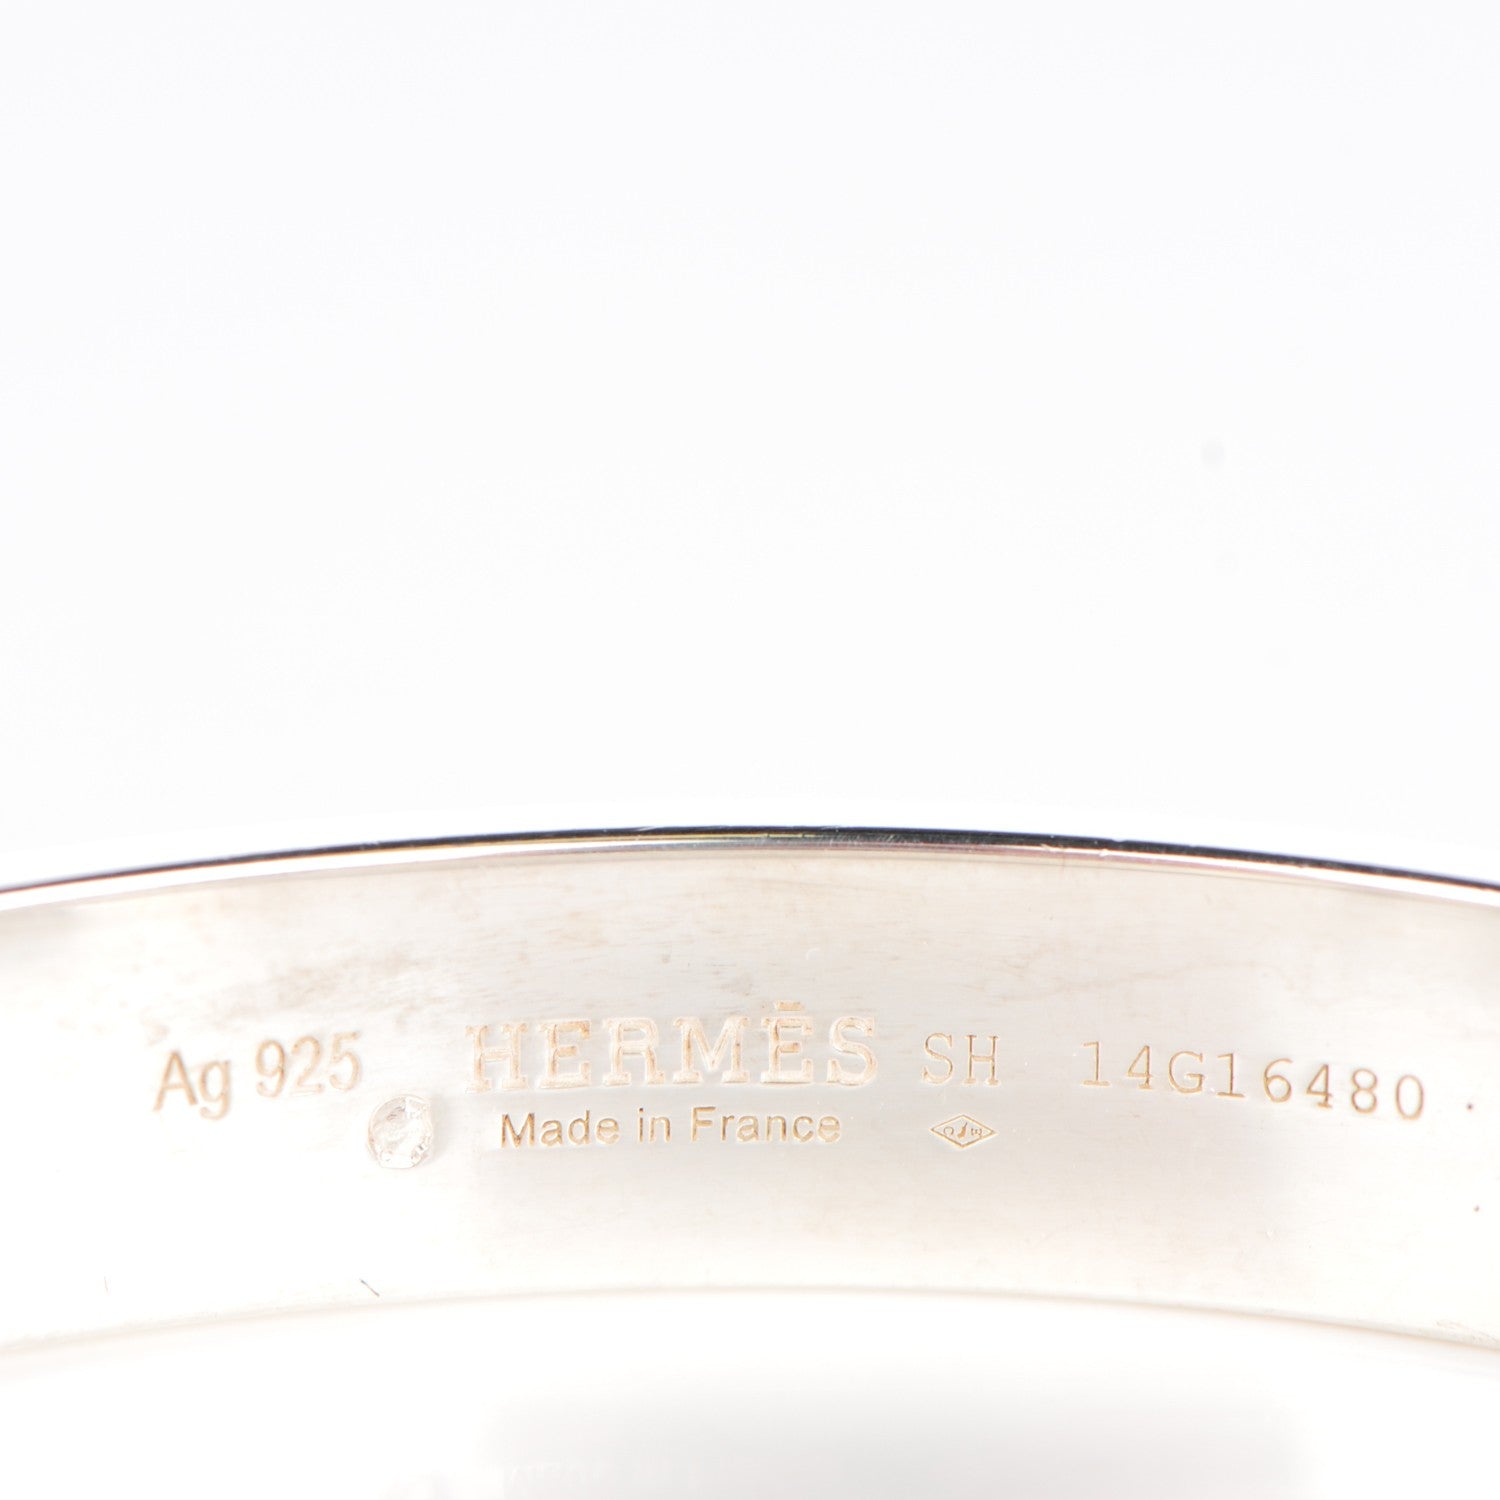 Ag 925 HERMÈS SH 14G16480
Made in France